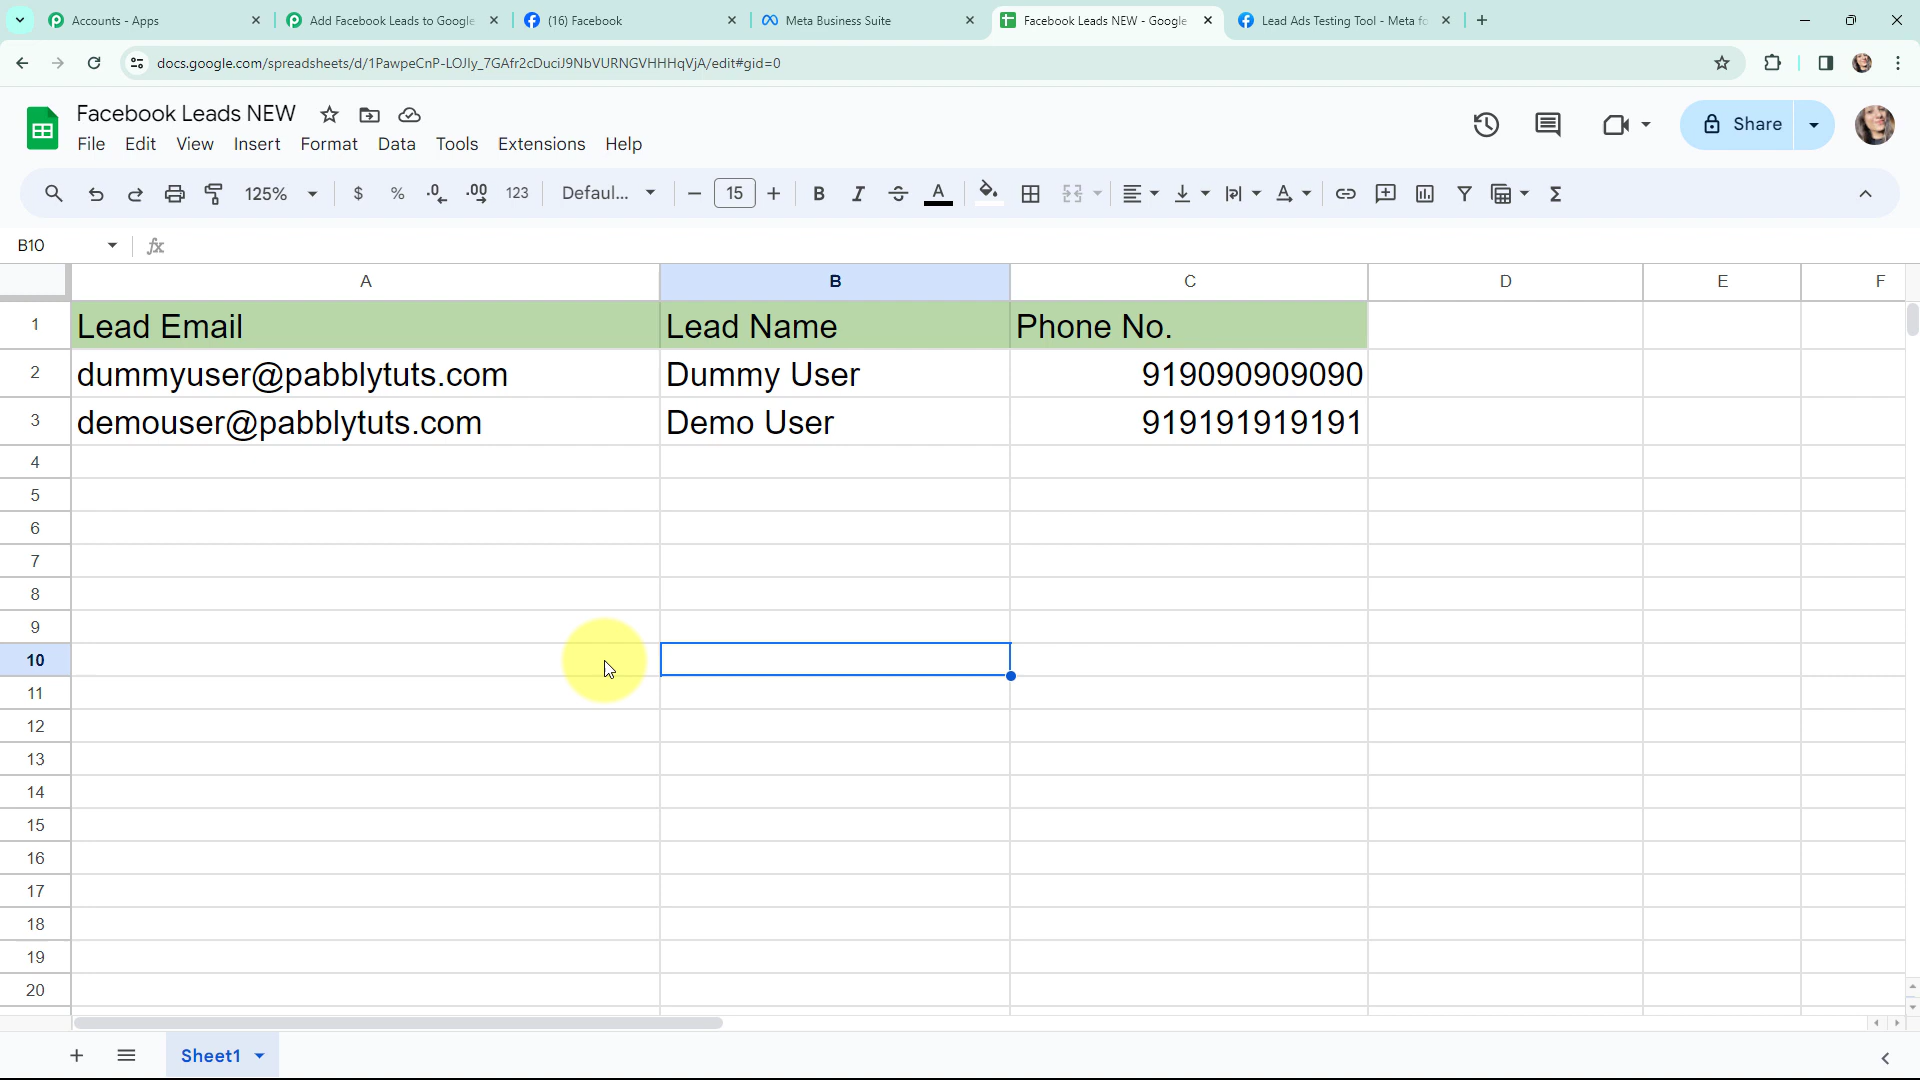 Accounts - Apps
Add Facebook Leads to Google
(16) Facebook
Meta Business Suite
Facebook Leads NEW - Google
Lead Ads Testing Tool - Meta fo
docs.google.com/spreadsheets/d/1PawpeCnP-LOJly_7GAfr2cDuciJ9NbVURNGVHHHqVjA/edit#gid=0
Facebook Leads NEW
File Edit View Insert Format Data Tools Extensions Help
Share
125% $ % .0 .00 123 Defaul... 15 B I S A
B10
A B C D E F
1 Lead Email Lead Name Phone No.
2 dummyuser@pabblytuts.com Dummy User 919090909090
3 demouser@pabblytuts.com Demo User 919191919191
4
5
6
7
8
9
10
11
12
13
14
15
16
17
18
19
20
Sheet1